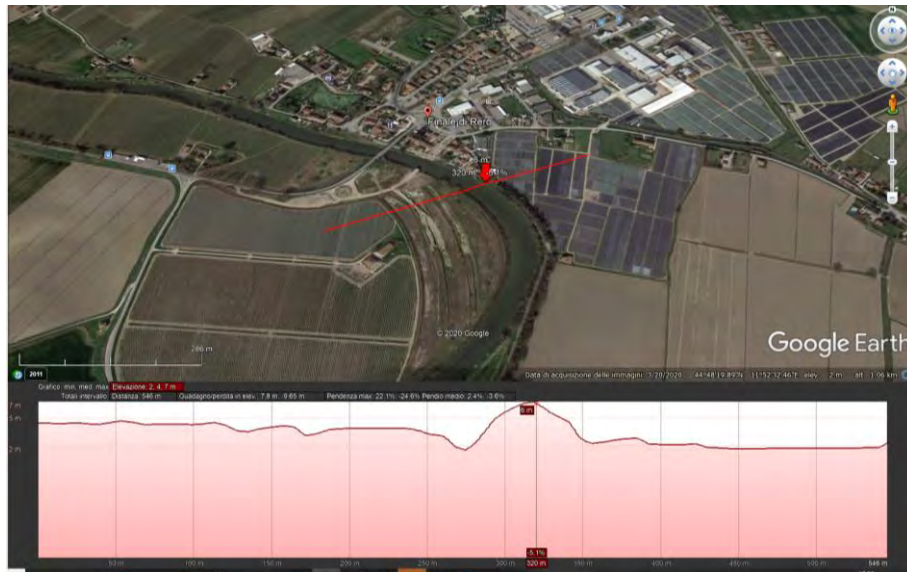 N
Finale di Rero
320 m
© 2020 Google
286 m
Google Earth
2011
Data di acquisizione delle immagini: 3/20/2020 44°48'19.89"N 11°52'32.46"E elev 2 m alt 1.06 km
Grafico: min, med, max Elevazione: 2, 4, 7 m
Totali intervallo: Distanza: 546 m Guadagno/perdita in elev.: 7.8 m, -9.65 m Pendenza max: 22.1%, -24.6% Pendio medio: 2.4%, -3.6%
7 m
6 m
5 m
2 m
-5.1%
50 m 100 m 150 m 200 m 250 m 300 m 320 m 350 m 400 m 450 m 500 m 546 m